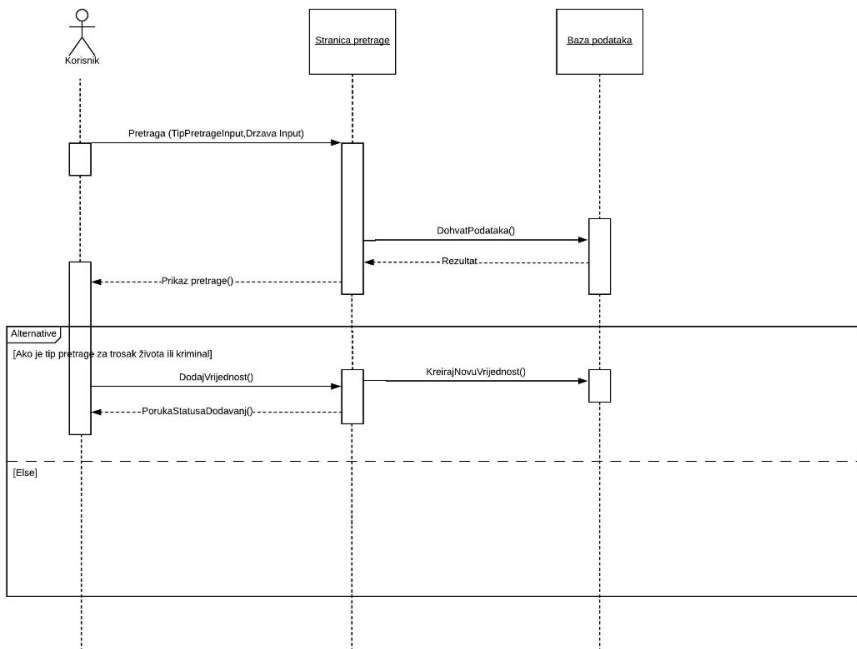 Korisnik
Stranica pretrage
Baza podataka
Pretraga (TipPretrageInput,Drzava Input)
DohvatPodataka()
Rezultat
Prikaz pretrage()
Alternative
[Ako je tip pretrage za trosak života ili kriminal]
DodajVrijednost()
KreirajNovuVrijednost()
PorukaStatusaDodavanj()
[Else]